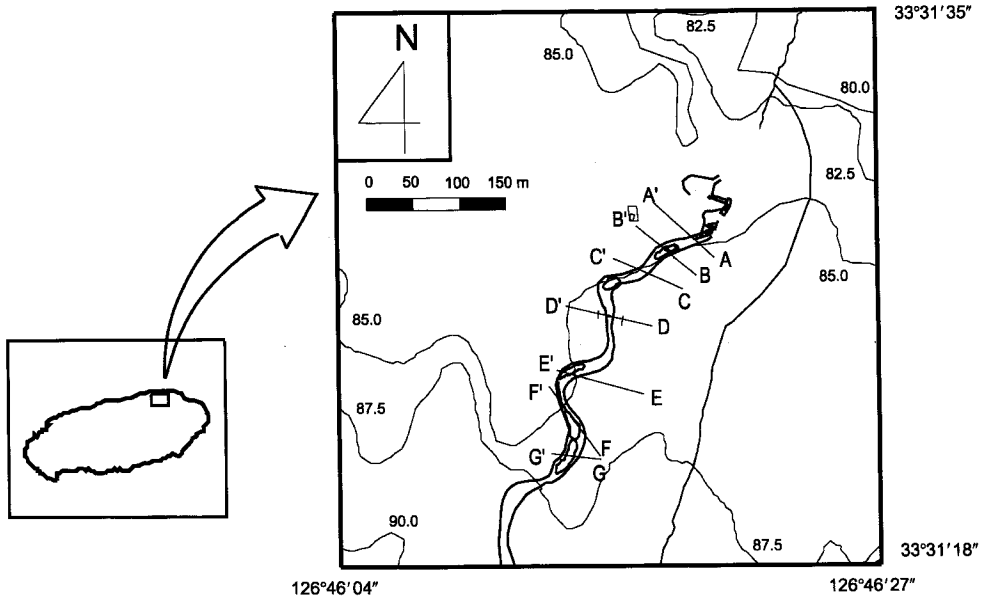 33°31′35″
N
82.5
85.0
80.0
0 50 100 150 m
82.5
A'
B'
A
C'
B
85.0
C
D'
D
85.0
E'
F'
E
87.5
F
G'
G
90.0
87.5
33°31′18″
126°46′04″
126°46′27″